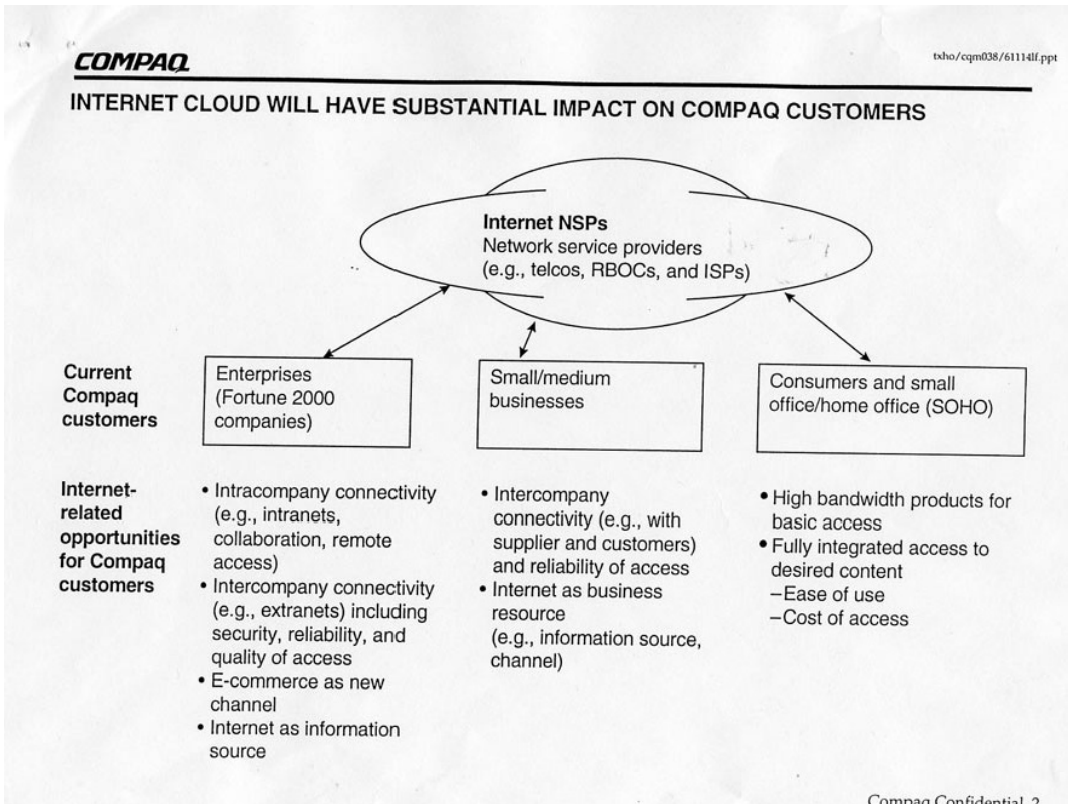 COMPAQ
txho/cqm038/61114lf.ppt
INTERNET CLOUD WILL HAVE SUBSTANTIAL IMPACT ON COMPAQ CUSTOMERS
Internet NSPs
Network service providers
(e.g., telcos, RBOCs, and ISPs)
Current
Compaq
customers
Enterprises
(Fortune 2000
companies)
Small/medium
businesses
Consumers and small
office/home office (SOHO)
Internet-
related
opportunities
for Compaq
customers
• Intracompany connectivity
(e.g., intranets,
collaboration, remote
access)
• Intercompany connectivity
(e.g., extranets) including
security, reliability, and
quality of access
• E-commerce as new
channel
• Internet as information
source
• Intercompany
connectivity (e.g., with
supplier and customers)
and reliability of access
• Internet as business
resource
(e.g., information source,
channel)
• High bandwidth products for
basic access
• Fully integrated access to
desired content
–Ease of use
–Cost of access
Compaq Confidential 2